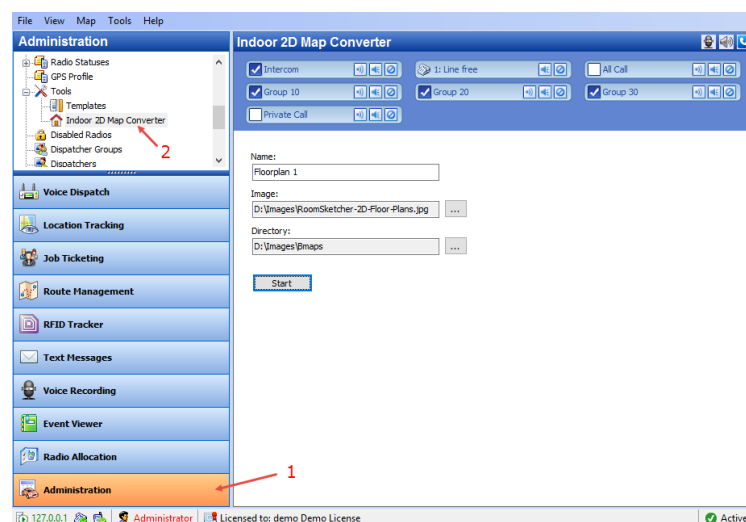 File View Map Tools Help
Administration
Radio Statuses
GPS Profile
Tools
Templates
Indoor 2D Map Converter
Disabled Radios
Dispatcher Groups
Dispatchers
2
Voice Dispatch
Location Tracking
Job Ticketing
Route Management
RFID Tracker
Text Messages
Voice Recording
Event Viewer
Radio Allocation
Administration
1
Indoor 2D Map Converter
Intercom
1: Line free
All Call
Group 10
Group 20
Group 30
Private Call
Name:
Floorplan 1
Image:
D:\Images\RoomSketcher-2D-Floor-Plans.jpg ...
Directory:
D:\Images\Bmaps ...
Start
127.0.0.1 Administrator Licensed to: demo Demo License Active